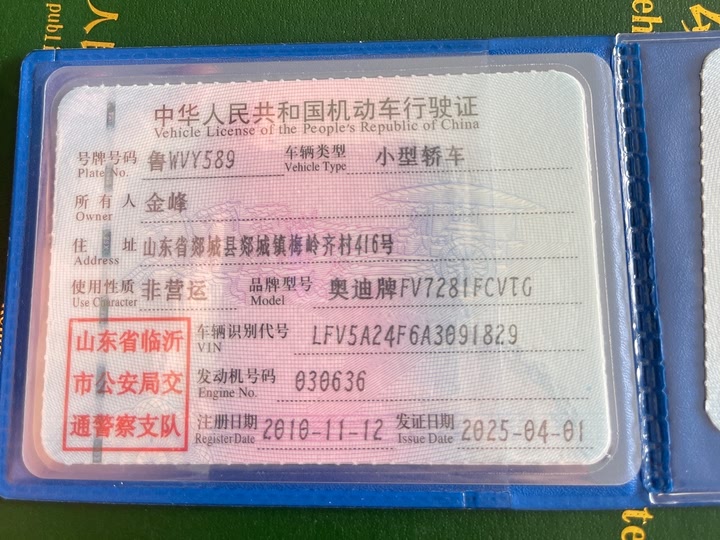 中华人民共和国机动车行驶证
Vehicle License of the People's Republic of China
号牌号码 鲁WVY589 车辆类型 小型轿车
Plate No. Vehicle Type
所有人 金峰
Owner
住址 山东省郯城县郯城镇梅岭齐村416号
Address
使用性质 非营运 品牌型号 奥迪牌FV7281FCVTG
Use Character Model
山东省临沂
市公安局交
通警察支队
车辆识别代号 LFV5A24F6A3091829
VIN
发动机号码 030636
Engine No.
注册日期 2010-11-12 发证日期 2025-04-01
Register Date Issue Date